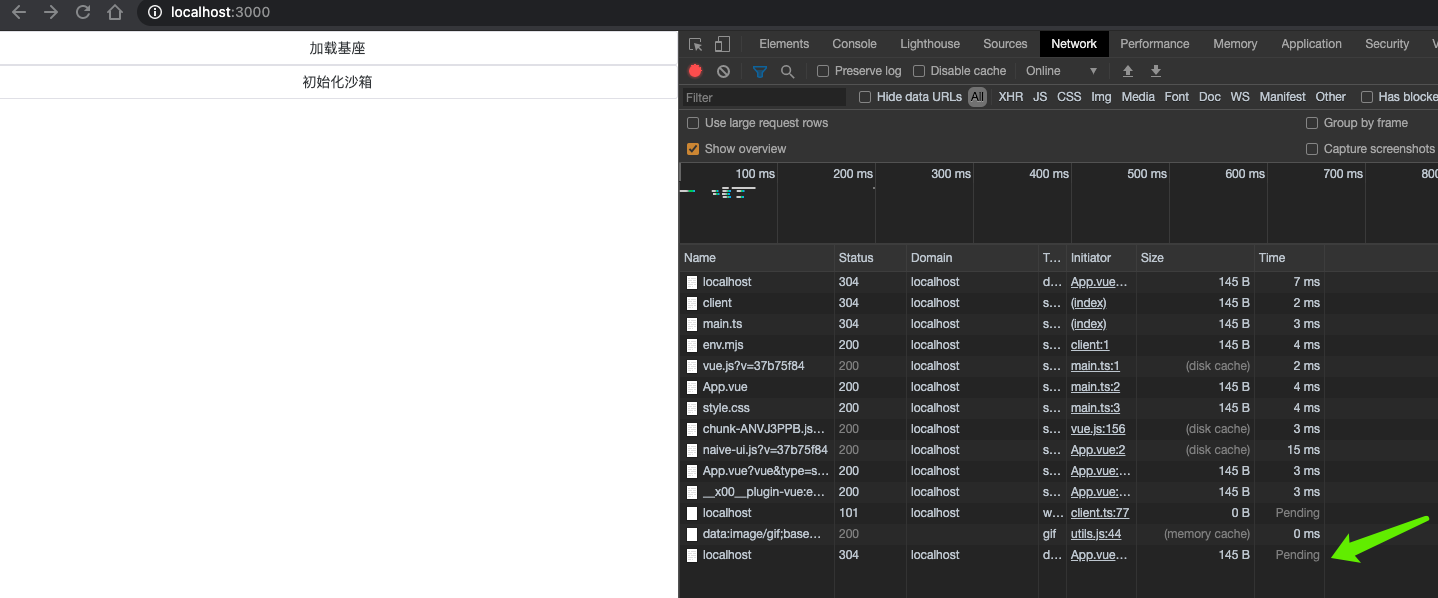 localhost:3000
加载基座
初始化沙箱
Elements Console Lighthouse Sources Network Performance Memory Application Security
Preserve log Disable cache Online
Filter Hide data URLs All XHR JS CSS Img Media Font Doc WS Manifest Other Has blocke
Use large request rows Group by frame
Show overview Capture screenshots
100 ms 200 ms 300 ms 400 ms 500 ms 600 ms 700 ms 800
Name Status Domain T... Initiator Size Time
localhost 304 localhost d... App.vue... 145 B 7 ms
client 304 localhost s... (index) 145 B 2 ms
main.ts 304 localhost s... (index) 145 B 3 ms
env.mjs 200 localhost s... client:1 145 B 4 ms
vue.js?v=37b75f84 200 localhost s... main.ts:1 (disk cache) 2 ms
App.vue 200 localhost s... main.ts:2 145 B 4 ms
style.css 200 localhost s... main.ts:3 145 B 4 ms
chunk-ANVJ3PPB.js... 200 localhost s... vue.js:156 (disk cache) 3 ms
naive-ui.js?v=37b75f84 200 localhost s... App.vue:2 (disk cache) 15 ms
App.vue?vue&type=s... 200 localhost s... App.vue:... 145 B 3 ms
__x00__plugin-vue:e... 200 localhost s... App.vue:... 145 B 3 ms
localhost 101 localhost w... client.ts:77 0 B Pending
data:image/gif;base... 200 gif utils.js:44 (memory cache) 0 ms
localhost 304 localhost d... App.vue... 145 B Pending